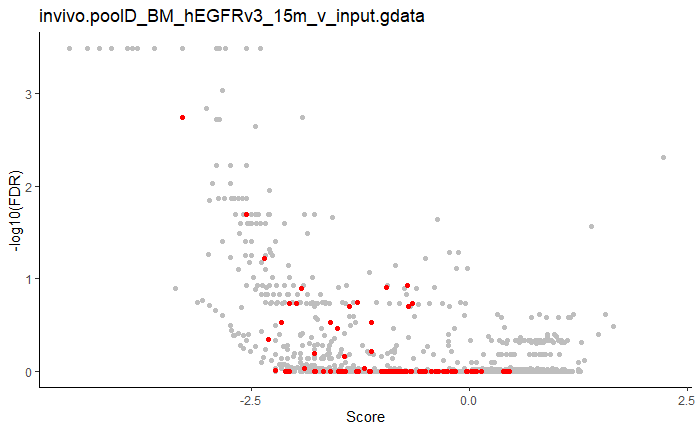 invivo.poolD_BM_hEGFRv3_15m_v_input.gdata
3
2
1
0
-log10(FDR)
-2.5
0.0
2.5
Score